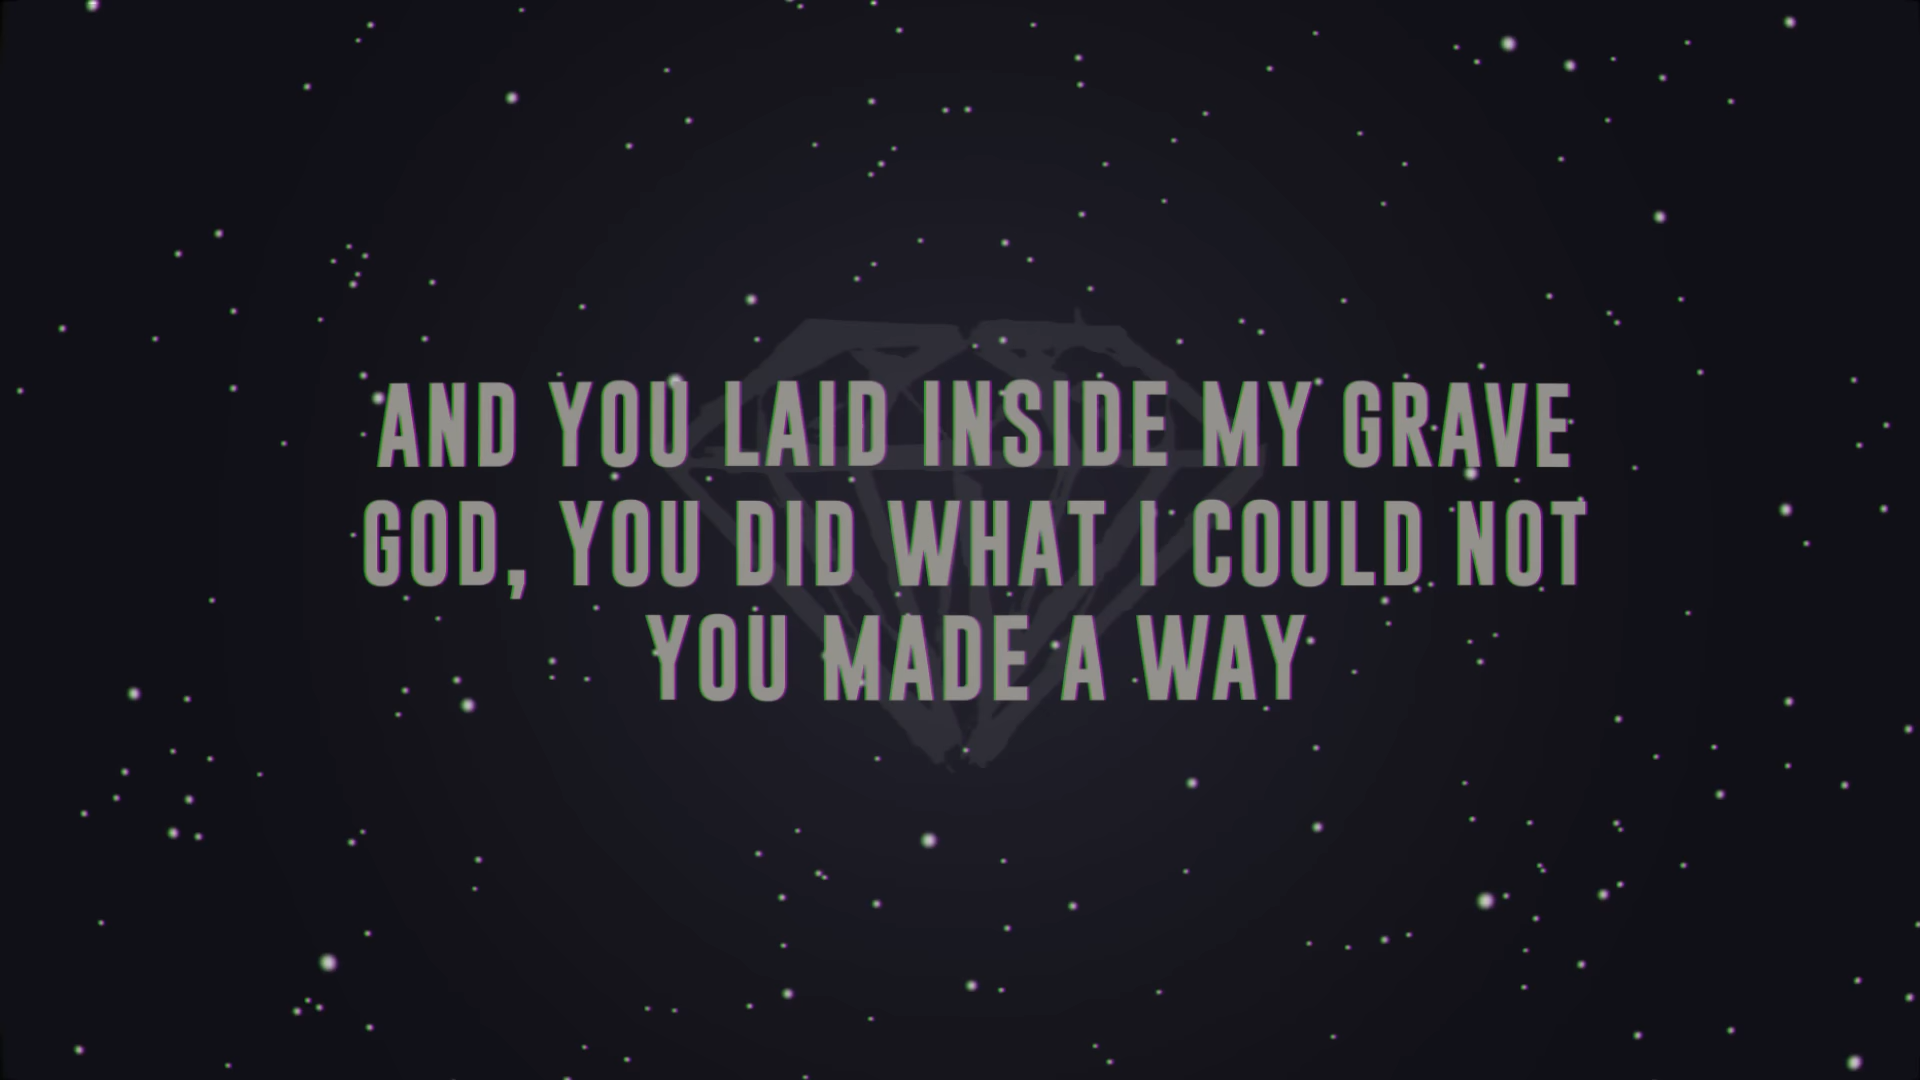 AND YOU LAID INSIDE MY GRAVE
GOD, YOU DID WHAT I COULD NOT
YOU MADE A WAY